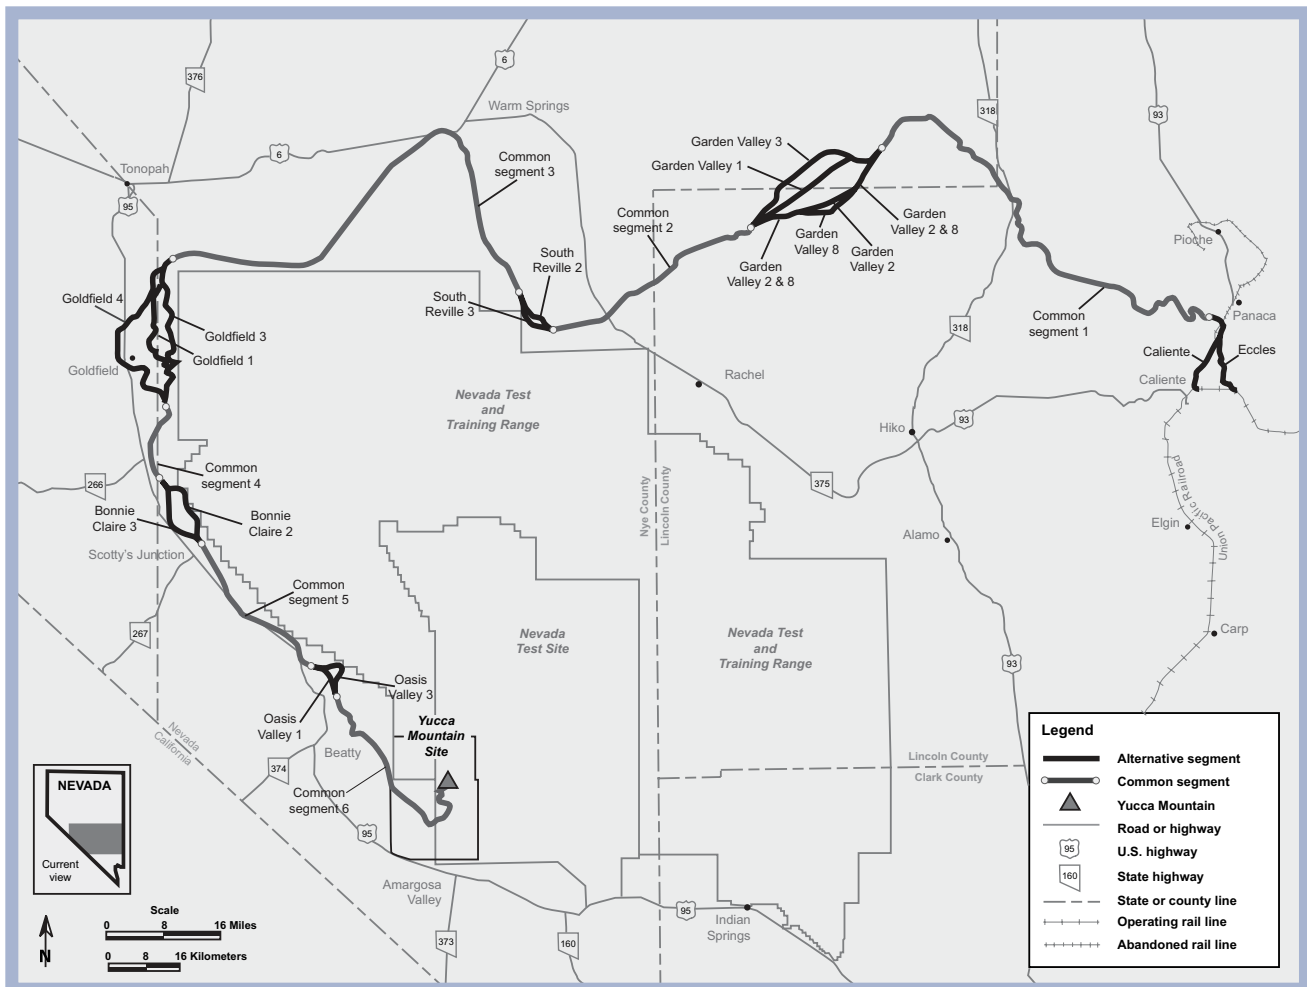 376
6
Warm Springs
318
93
Tonopah
6
95
Common
segment 3
Garden Valley 3
Garden Valley 1
Common
segment 2
Garden
Valley 2 & 8
Garden
Valley 8
Garden
Valley 2
Garden
Valley 2 & 8
Pioche
South
Reville 2
South
Reville 3
Goldfield 4
Goldfield 3
Goldfield 1
Goldfield
Common
segment 1
318
Panaca
Caliente
Eccles
Caliente
Rachel
Nevada Test
and
Training Range
Hiko
93
Common
segment 4
266
Bonnie
Claire 3
Bonnie
Claire 2
Scotty's Junction
375
Nye County
Lincoln County
Union Pacific Railroad
Elgin
Alamo
Common
segment 5
267
Nevada
Test Site
Nevada Test
and
Training Range
Carp
93
Oasis
Valley 3
Oasis
Valley 1
Yucca
Mountain
Site
Nevada
California
Beatty
374
Common
segment 6
95
Lincoln County
Clark County
Amargosa
Valley
373
160
95
Indian
Springs
NEVADA
Current
view
N
Scale
0 8 16 Miles
0 8 16 Kilometers
Legend
Alternative segment
Common segment
Yucca Mountain
Road or highway
95 U.S. highway
160 State highway
State or county line
Operating rail line
Abandoned rail line